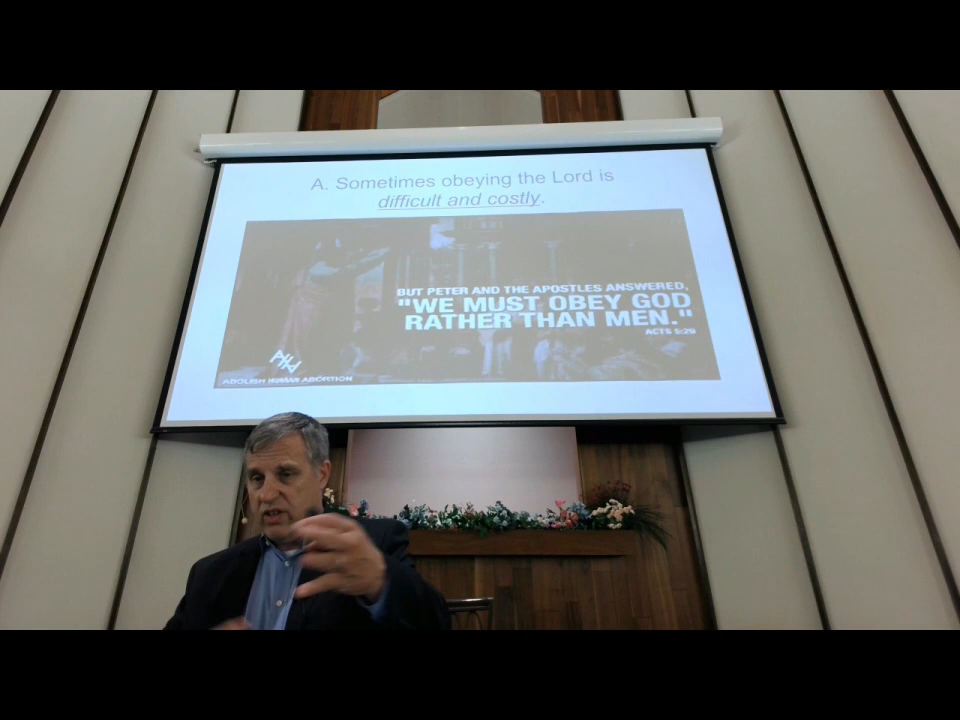 A. Sometimes obeying the Lord is
difficult and costly.
BUT PETER AND THE APOSTLES ANSWERED,
"WE MUST OBEY GOD
RATHER THAN MEN."
ACTS 5:29
AHA
ABOLISH HUMAN ABORTION